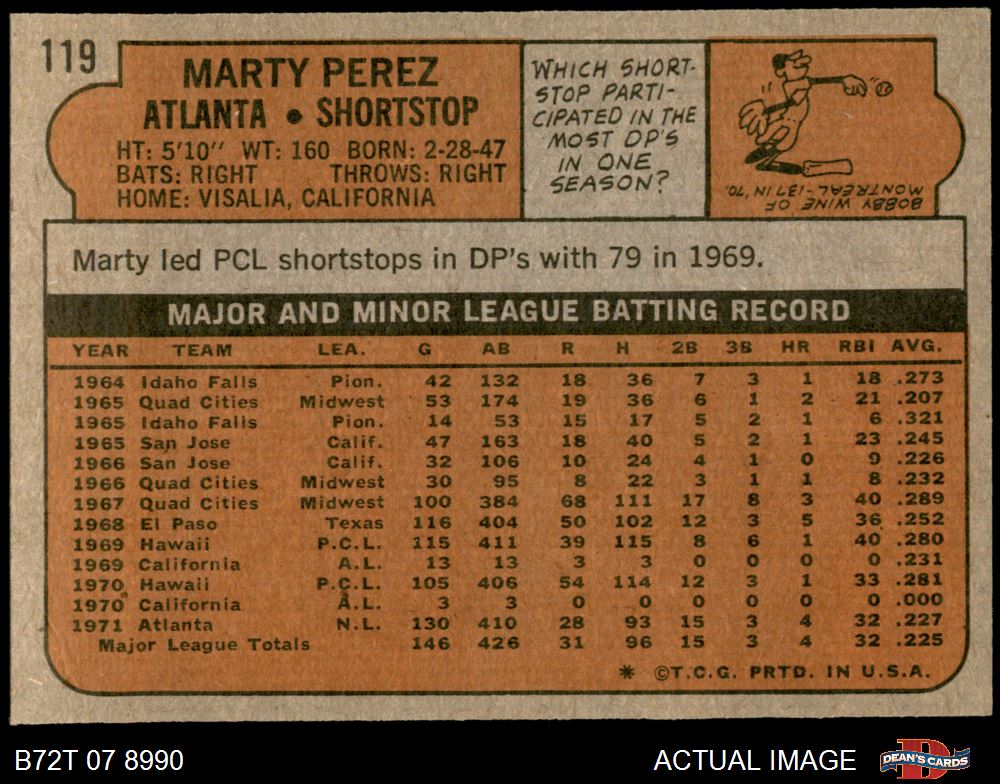 119
MARTY PEREZ
ATLANTA • SHORTSTOP
HT: 5'10" WT: 160 BORN: 2-28-47
BATS: RIGHT THROWS: RIGHT
HOME: VISALIA, CALIFORNIA
WHICH SHORT-
STOP PARTI-
CIPATED IN THE
MOST DP'S
IN ONE
SEASON?
BOBBY WINE OF
MONTREAL-137 IN '70.
Marty led PCL shortstops in DP's with 79 in 1969.
MAJOR AND MINOR LEAGUE BATTING RECORD
YEAR TEAM LEA. G AB R H 2B 3B HR RBI AVG.
1964 Idaho Falls Pion. 42 132 18 36 7 3 1 18 .273
1965 Quad Cities Midwest 53 174 19 36 6 1 2 21 .207
1965 Idaho Falls Pion. 14 53 15 17 5 2 1 6 .321
1965 San Jose Calif. 47 163 18 40 5 2 1 23 .245
1966 San Jose Calif. 32 106 10 24 4 1 0 9 .226
1966 Quad Cities Midwest 30 95 8 22 3 1 1 8 .232
1967 Quad Cities Midwest 100 384 68 111 17 8 3 40 .289
1968 El Paso Texas 116 404 50 102 12 3 5 36 .252
1969 Hawaii P.C.L. 115 411 39 115 8 6 1 40 .280
1969 California A.L. 13 13 3 3 0 0 0 0 .231
1970 Hawaii P.C.L. 105 406 54 114 12 3 1 33 .281
1970 California A.L. 3 3 0 0 0 0 0 0 .000
1971 Atlanta N.L. 130 410 28 93 15 3 4 32 .227
Major League Totals 146 426 31 96 15 3 4 32 .225
* ©T.C.G. PRTD. IN U.S.A.
B72T 07 8990
ACTUAL IMAGE
D
DEAN'S CARDS